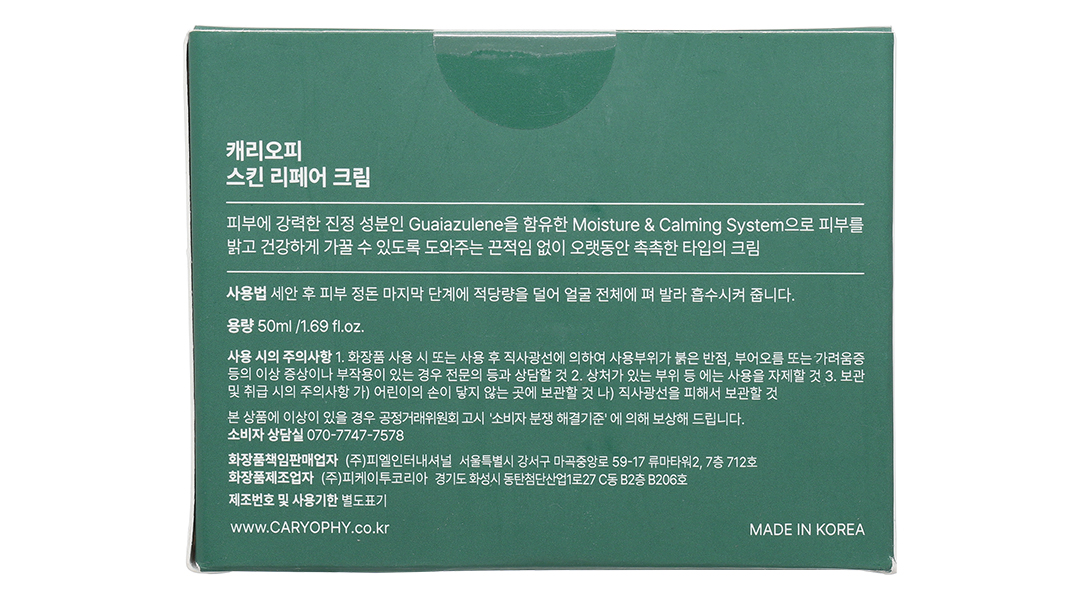 캐리오피
스킨 리페어 크림
피부에 강력한 진정 성분인 Guaiazulene을 함유한 Moisture & Calming System으로 피부를
밝고 건강하게 가꿀 수 있도록 도와주는 끈적임 없이 오랫동안 촉촉한 타입의 크림
사용법 세안 후 피부 정돈 마지막 단계에 적당량을 덜어 얼굴 전체에 펴 발라 흡수시켜 줍니다.
용량 50ml /1.69 fl.oz.
사용 시의 주의사항 1. 화장품 사용 시 또는 사용 후 직사광선에 의하여 사용부위가 붉은 반점, 부어오름 또는 가려움증
등의 이상 증상이나 부작용이 있는 경우 전문의 등과 상담할 것 2. 상처가 있는 부위 등 에는 사용을 자제할 것 3. 보관
및 취급 시의 주의사항 가) 어린이의 손이 닿지 않는 곳에 보관할 것 나) 직사광선을 피해서 보관할 것
본 상품에 이상이 있을 경우 공정거래위원회 고시 '소비자 분쟁 해결기준' 에 의해 보상해 드립니다.
소비자 상담실 070-7747-7578
화장품책임판매업자 (주)피엘인터내셔널 서울특별시 강서구 마곡중앙로 59-17 류마타워2, 7층 712호
화장품제조업자 (주)피케이투코리아 경기도 화성시 동탄첨단산업1로27 C동 B2층 B206호
제조번호 및 사용기한 별도표기
www.CARYOPHY.co.kr
MADE IN KOREA